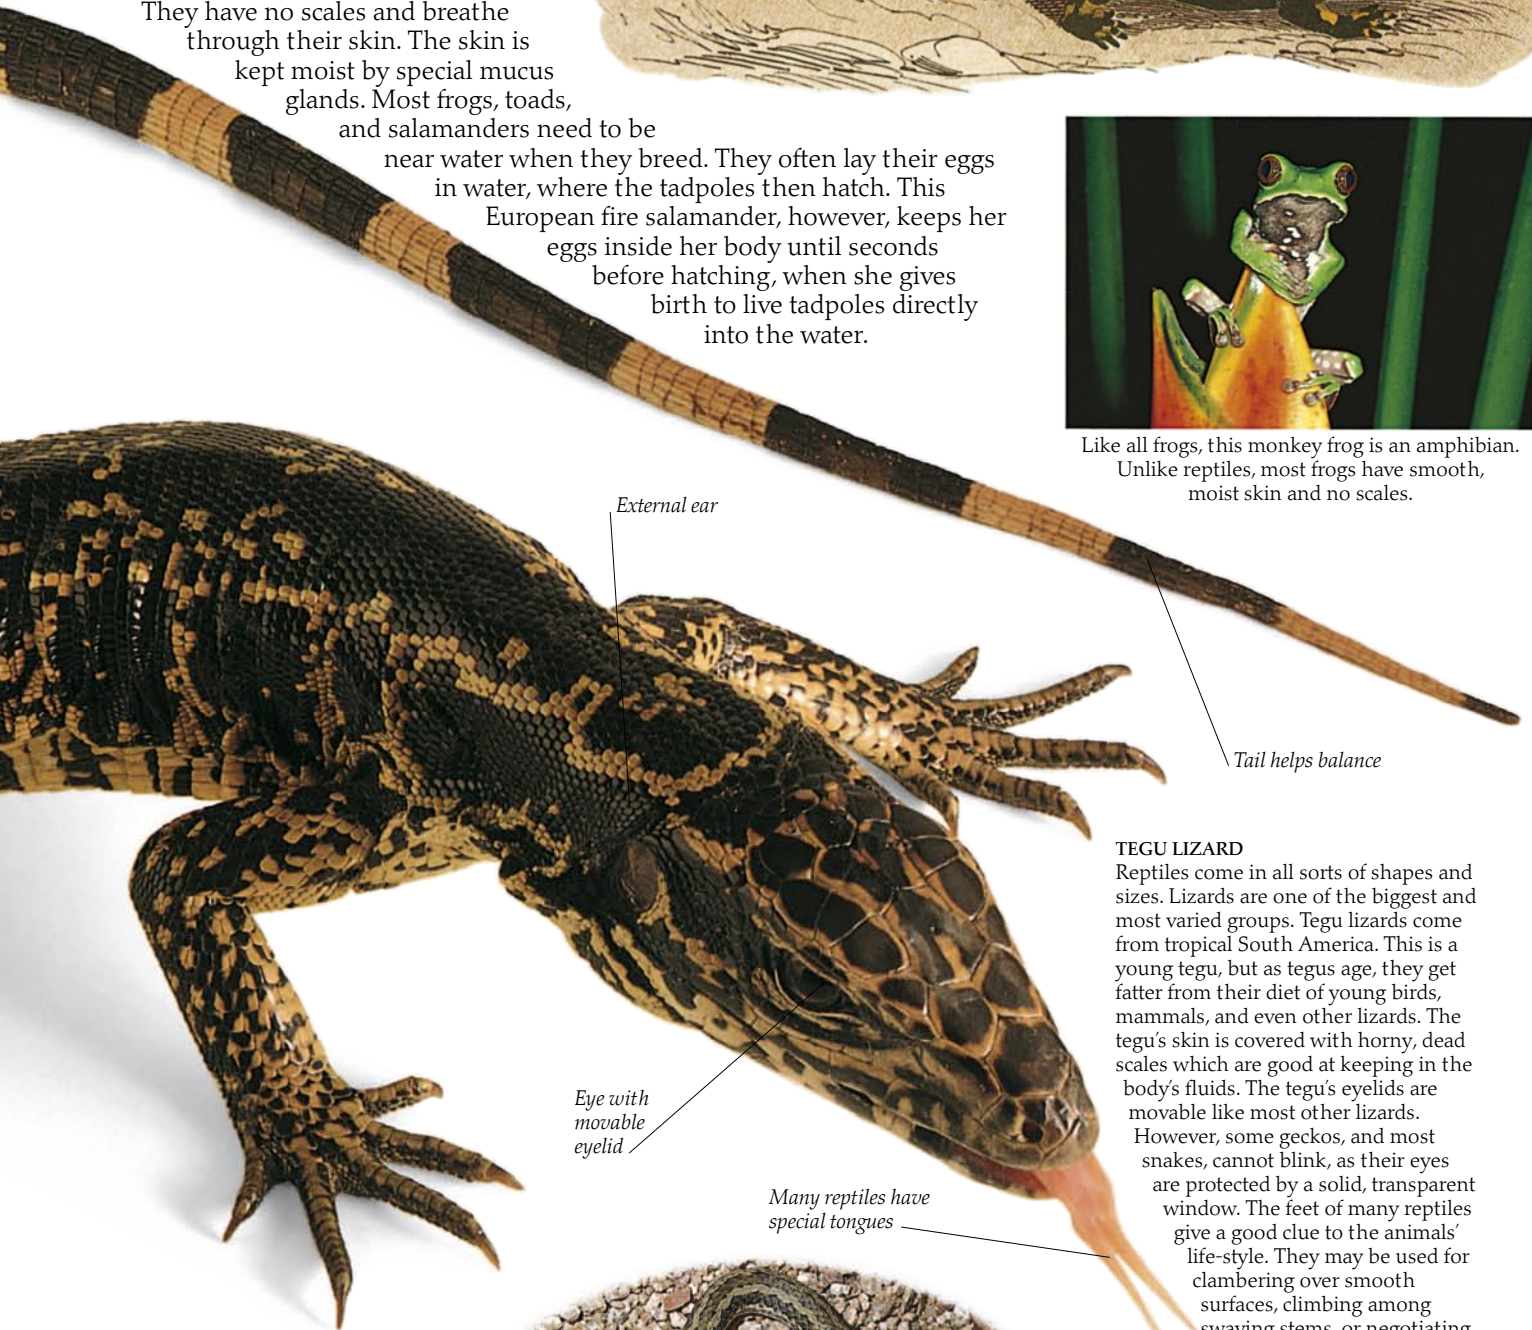 They have no scales and breathe
through their skin. The skin is
kept moist by special mucus
glands. Most frogs, toads,
and salamanders need to be
near water when they breed. They often lay their eggs
in water, where the tadpoles then hatch. This
European fire salamander, however, keeps her
eggs inside her body until seconds
before hatching, when she gives
birth to live tadpoles directly
into the water.
Like all frogs, this monkey frog is an amphibian.
Unlike reptiles, most frogs have smooth,
moist skin and no scales.
External ear
Tail helps balance
Eye with
movable
eyelid
Many reptiles have
special tongues
TEGU LIZARD
Reptiles come in all sorts of shapes and
sizes. Lizards are one of the biggest and
most varied groups. Tegu lizards come
from tropical South America. This is a
young tegu, but as tegus age, they get
fatter from their diet of young birds,
mammals, and even other lizards. The
tegu's skin is covered with horny, dead
scales which are good at keeping in the
body's fluids. The tegu's eyelids are
movable like most other lizards.
However, some geckos, and most
snakes, cannot blink, as their eyes
are protected by a solid, transparent
window. The feet of many reptiles
give a good clue to the animals'
life-style. They may be used for
clambering over smooth
surfaces, climbing among
swaying stems, or negotiating